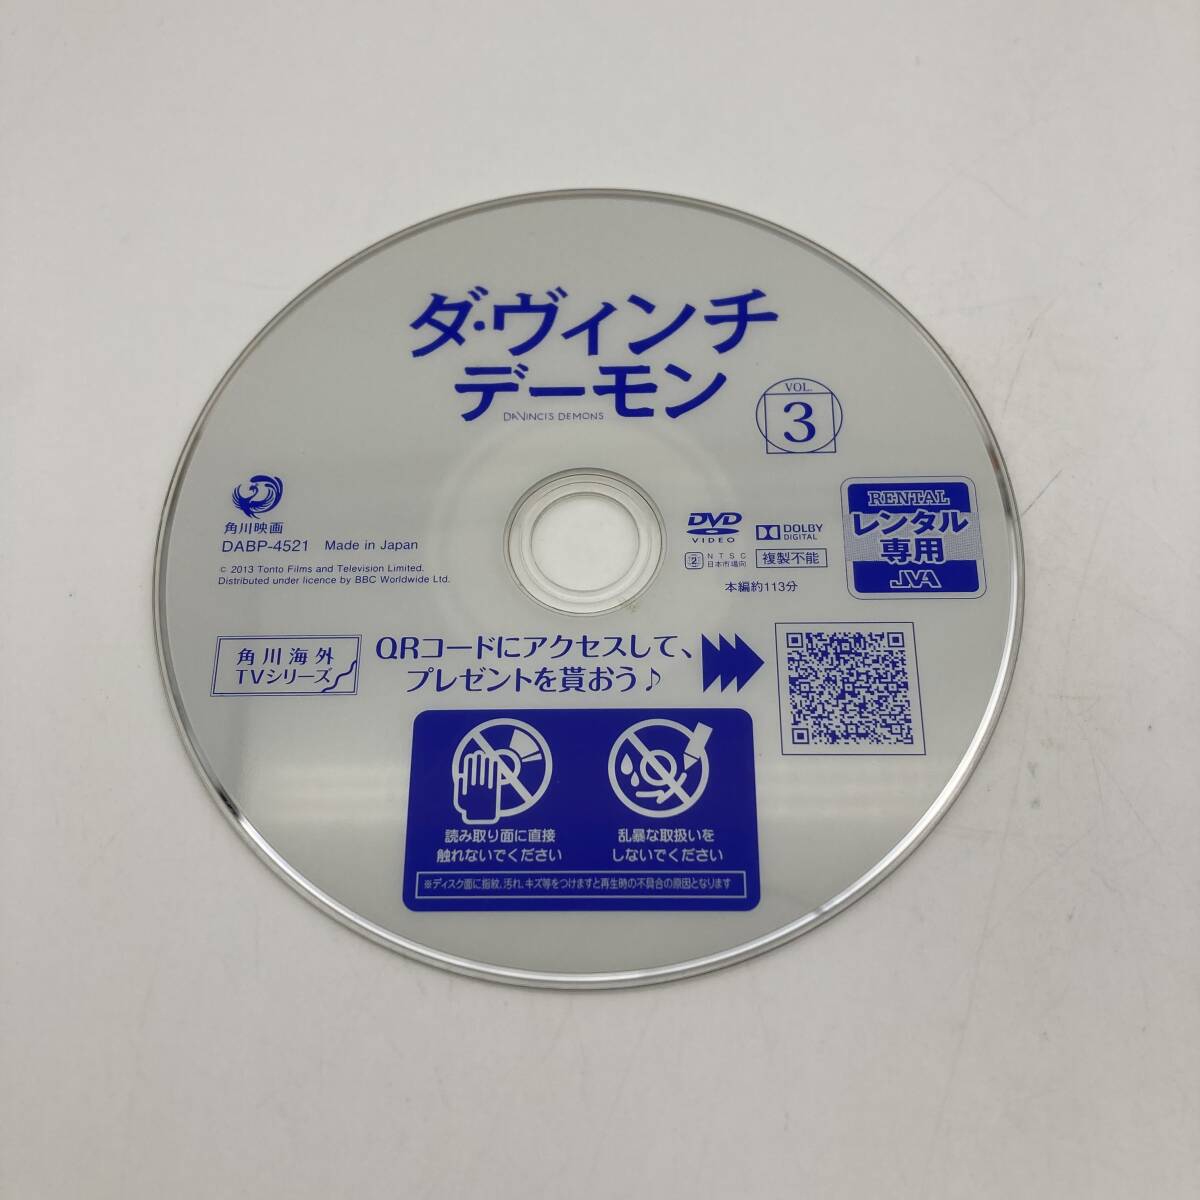 ダ・ヴィンチ
デーモン
DAVINCIS DEMONS
VOL.
3
角川映画
DABP-4521 Made in Japan
© 2013 Tonto Films and Television Limited.
Distributed under licence by BBC Worldwide Ltd.
DVD
VIDEO
DOLBY
DIGITAL
2
NTSC
日本市場向
複製不能
本編約113分
RENTAL
レンタル
専用
JVA
角川海外
TVシリーズ
QRコードにアクセスして、
プレゼントを貰おう♪
読み取り面に直接
触れないでください
乱暴な取扱いを
しないでください
※ディスク面に指紋、汚れ、キズ等をつけますと再生時の不具合の原因となります